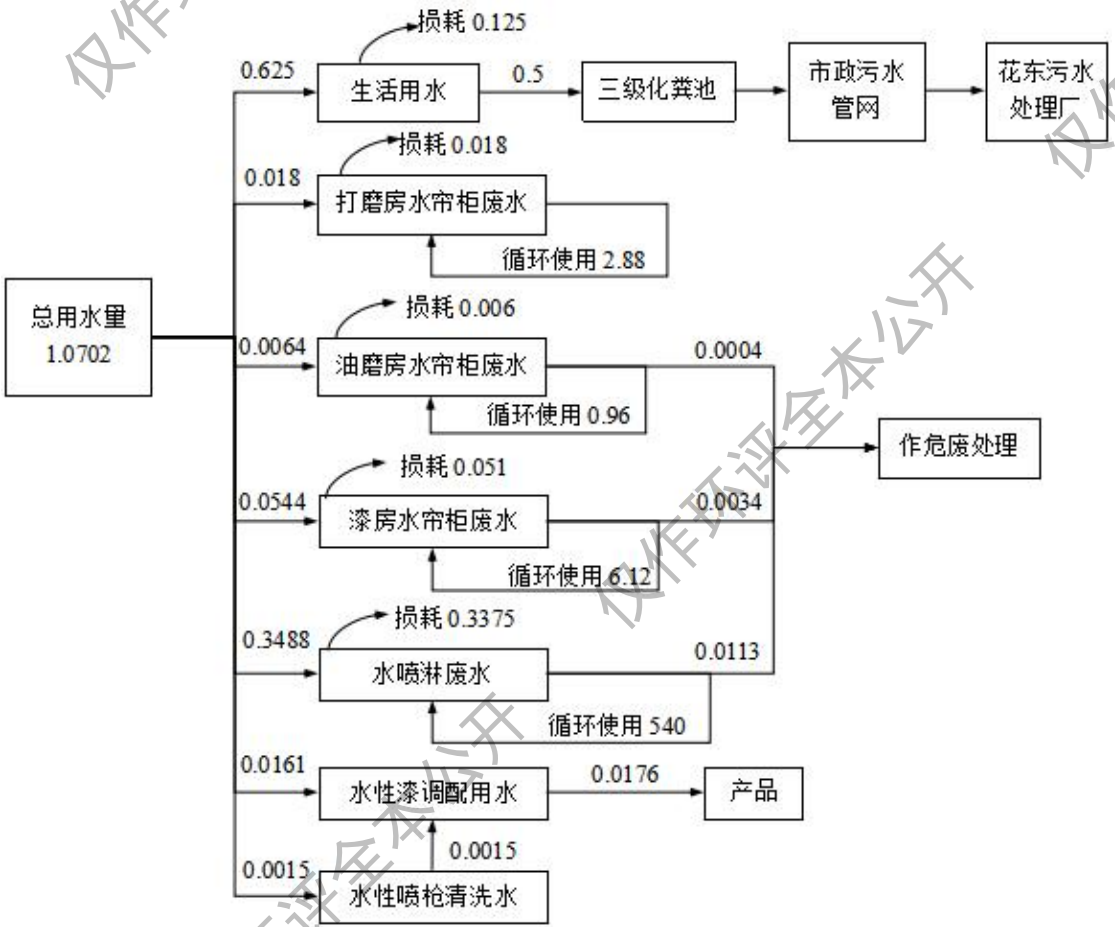 损耗 0.125
0.625
生活用水
0.5
三级化粪池
市政污水
管网
花东污水
处理厂
损耗 0.018
0.018
打磨房水帘柜废水
循环使用 2.88
总用水量
1.0702
损耗 0.006
0.0064
油磨房水帘柜废水
0.0004
循环使用 0.96
作危废处理
损耗 0.051
0.0544
漆房水帘柜废水
0.0034
循环使用 6.12
损耗 0.3375
0.3488
水喷淋废水
0.0113
循环使用 540
0.0161
水性漆调配用水
0.0176
产品
0.0015
0.0015
水性喷枪清洗水
仅作
仅作
仅作环评全本公开
环评全本公开